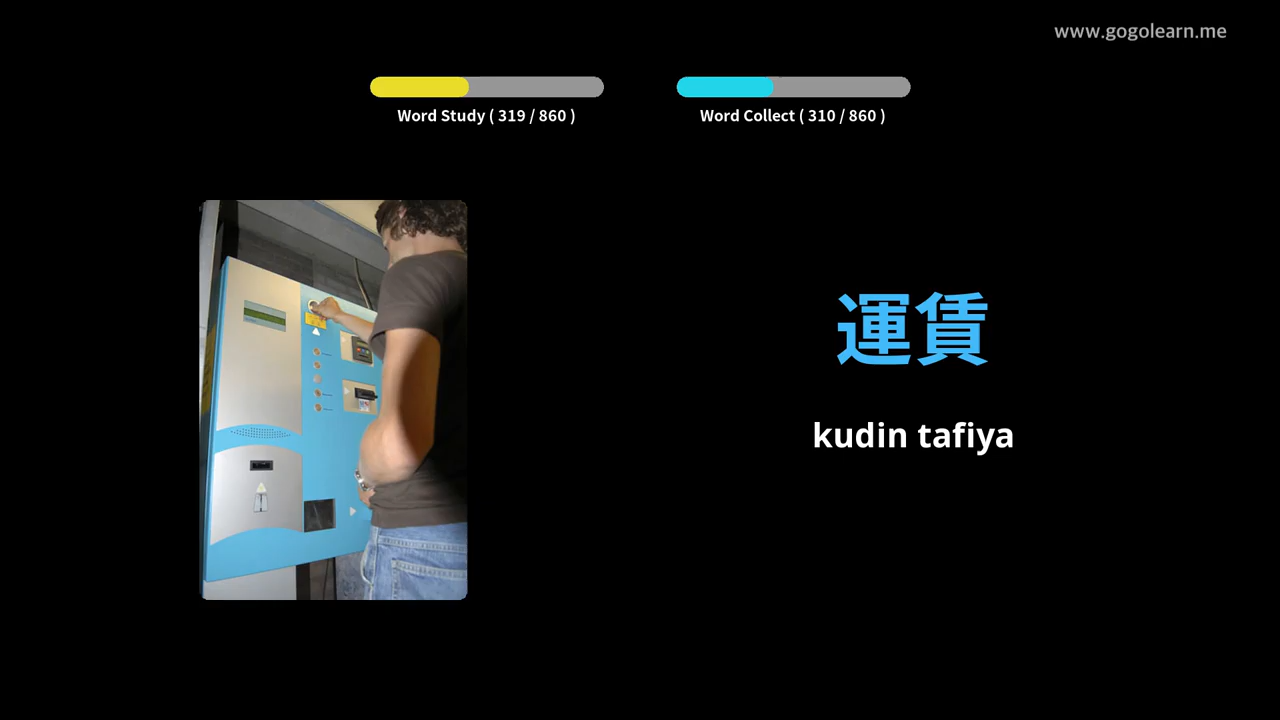 www.gogolearn.me
Word Study ( 319 / 860 )
Word Collect ( 310 / 860 )
運賃
kudin tafiya